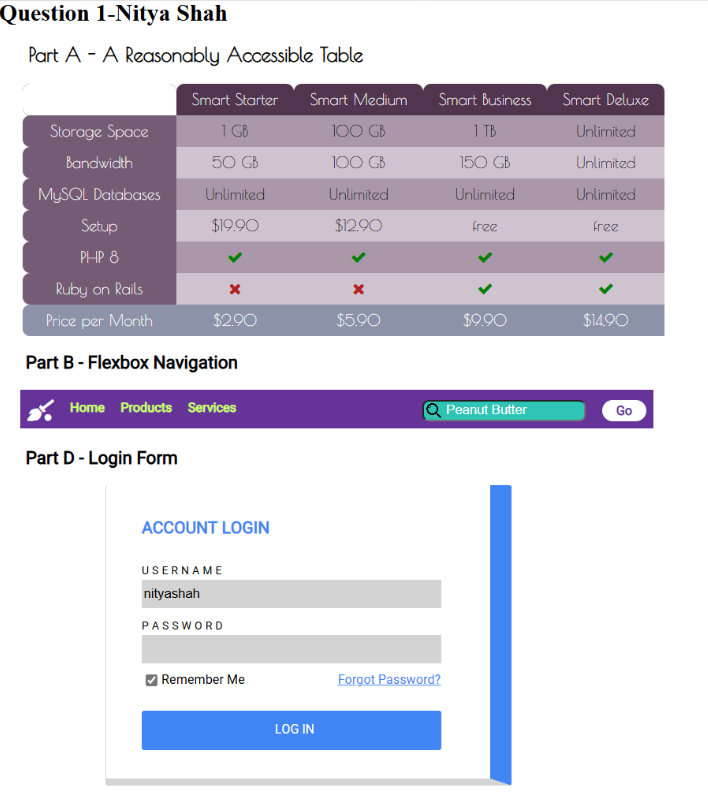 Question 1-Nitya Shah
Part A - A Reasonably Accessible Table
Smart Starter Smart Medium Smart Business Smart Deluxe
Storage Space 1 GB 100 GB 1 TB Unlimited
Bandwidth 50 GB 100 GB 150 GB Unlimited
MySQL Databases Unlimited Unlimited Unlimited Unlimited
Setup $19.90 $12.90 free free
PHP 8 ✔ ✔ ✔ ✔
Ruby on Rails ✖ ✖ ✔ ✔
Price per Month $2.90 $5.90 $9.90 $14.90
Part B - Flexbox Navigation
Home Products Services Peanut Butter Go
Part D - Login Form
ACCOUNT LOGIN
USERNAME
nityashah
PASSWORD
Remember Me Forgot Password?
LOG IN